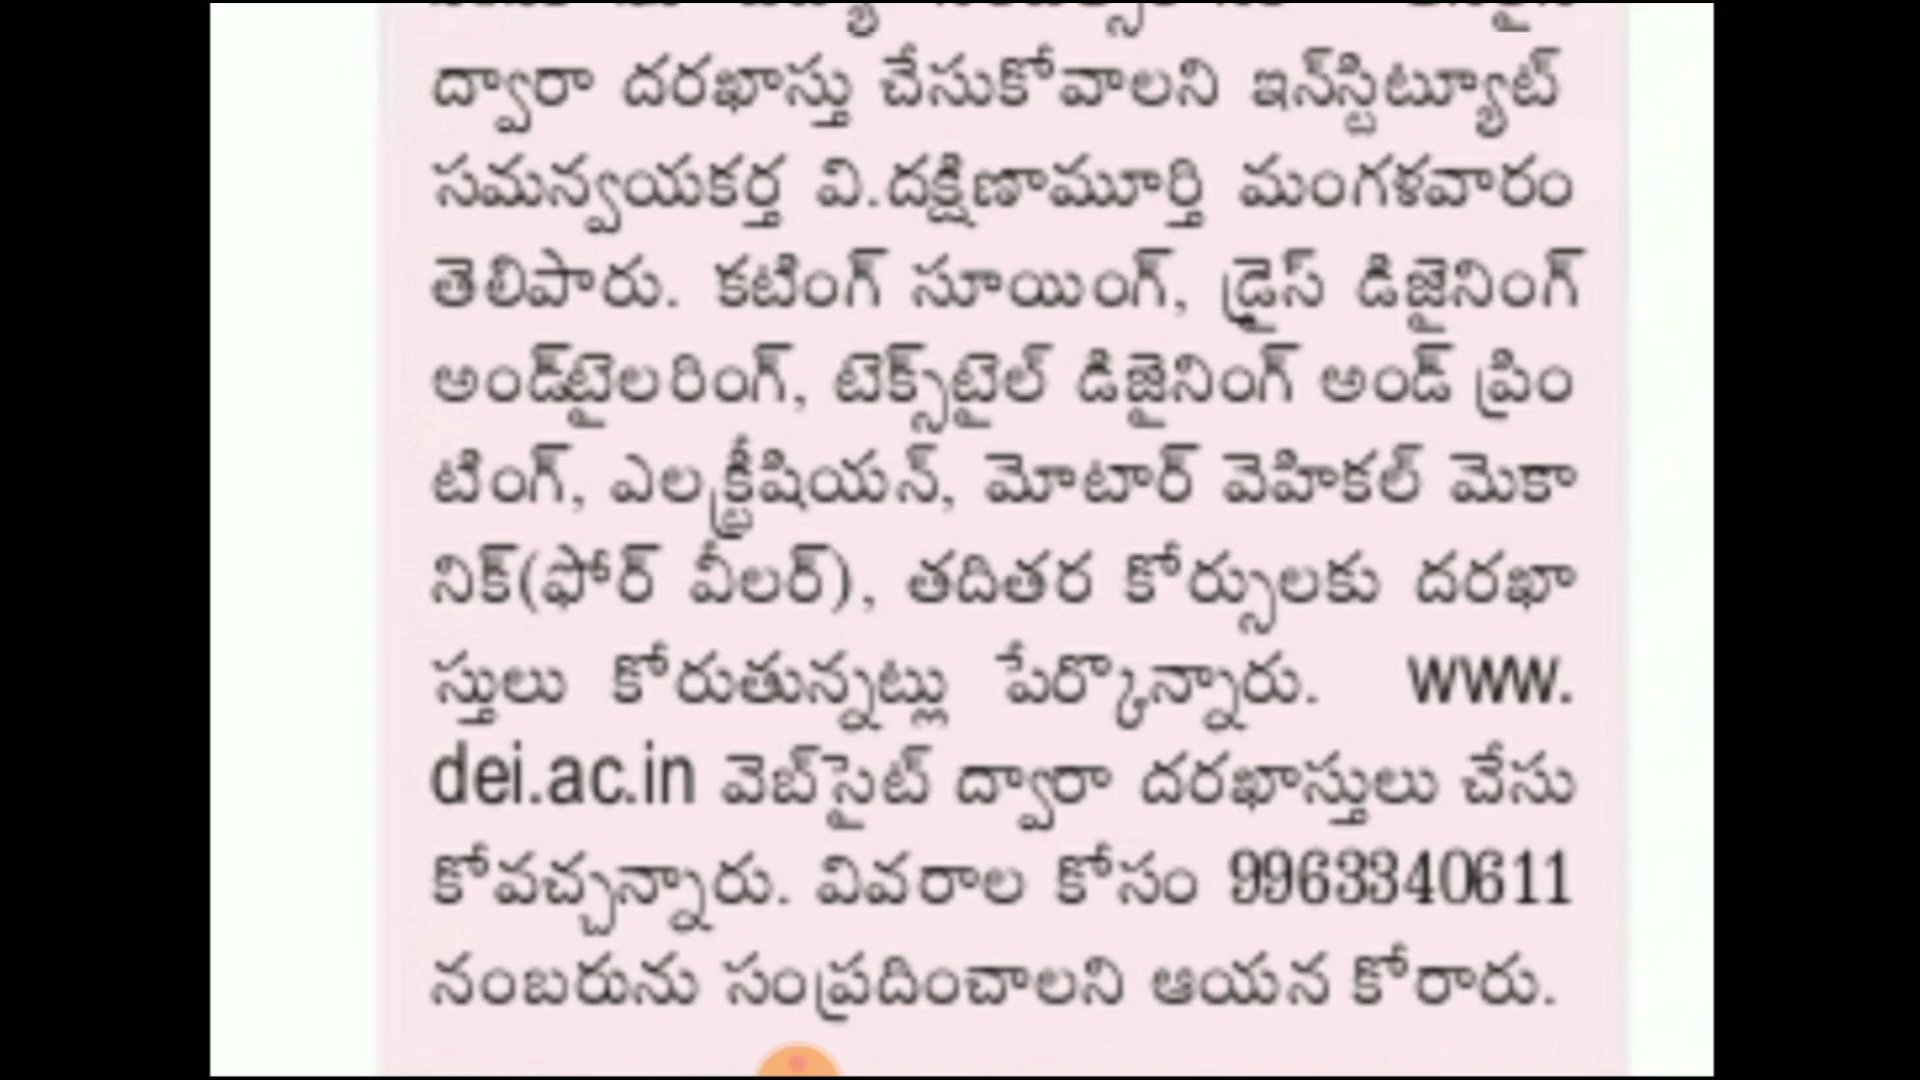 ద్వారా దరఖాస్తు చేసుకోవాలని ఇన్‌స్టిట్యూట్
సమన్వయకర్త వి.దక్షిణామూర్తి మంగళవారం
తెలిపారు. కటింగ్ సూయింగ్, డ్రైస్ డిజైనింగ్
అండ్‌టైలరింగ్, టెక్స్‌టైల్ డిజైనింగ్ అండ్ ప్రిం
టింగ్, ఎలక్ట్రీషియన్, మోటార్ వెహికల్ మెకా
నిక్(ఫోర్ వీలర్), తదితర కోర్సులకు దరఖా
స్తులు కోరుతున్నట్లు పేర్కొన్నారు. www.
dei.ac.in వెబ్‌సైట్ ద్వారా దరఖాస్తులు చేసు
కోవచ్చన్నారు. వివరాల కోసం 9963340611
నంబరును సంప్రదించాలని ఆయన కోరారు.